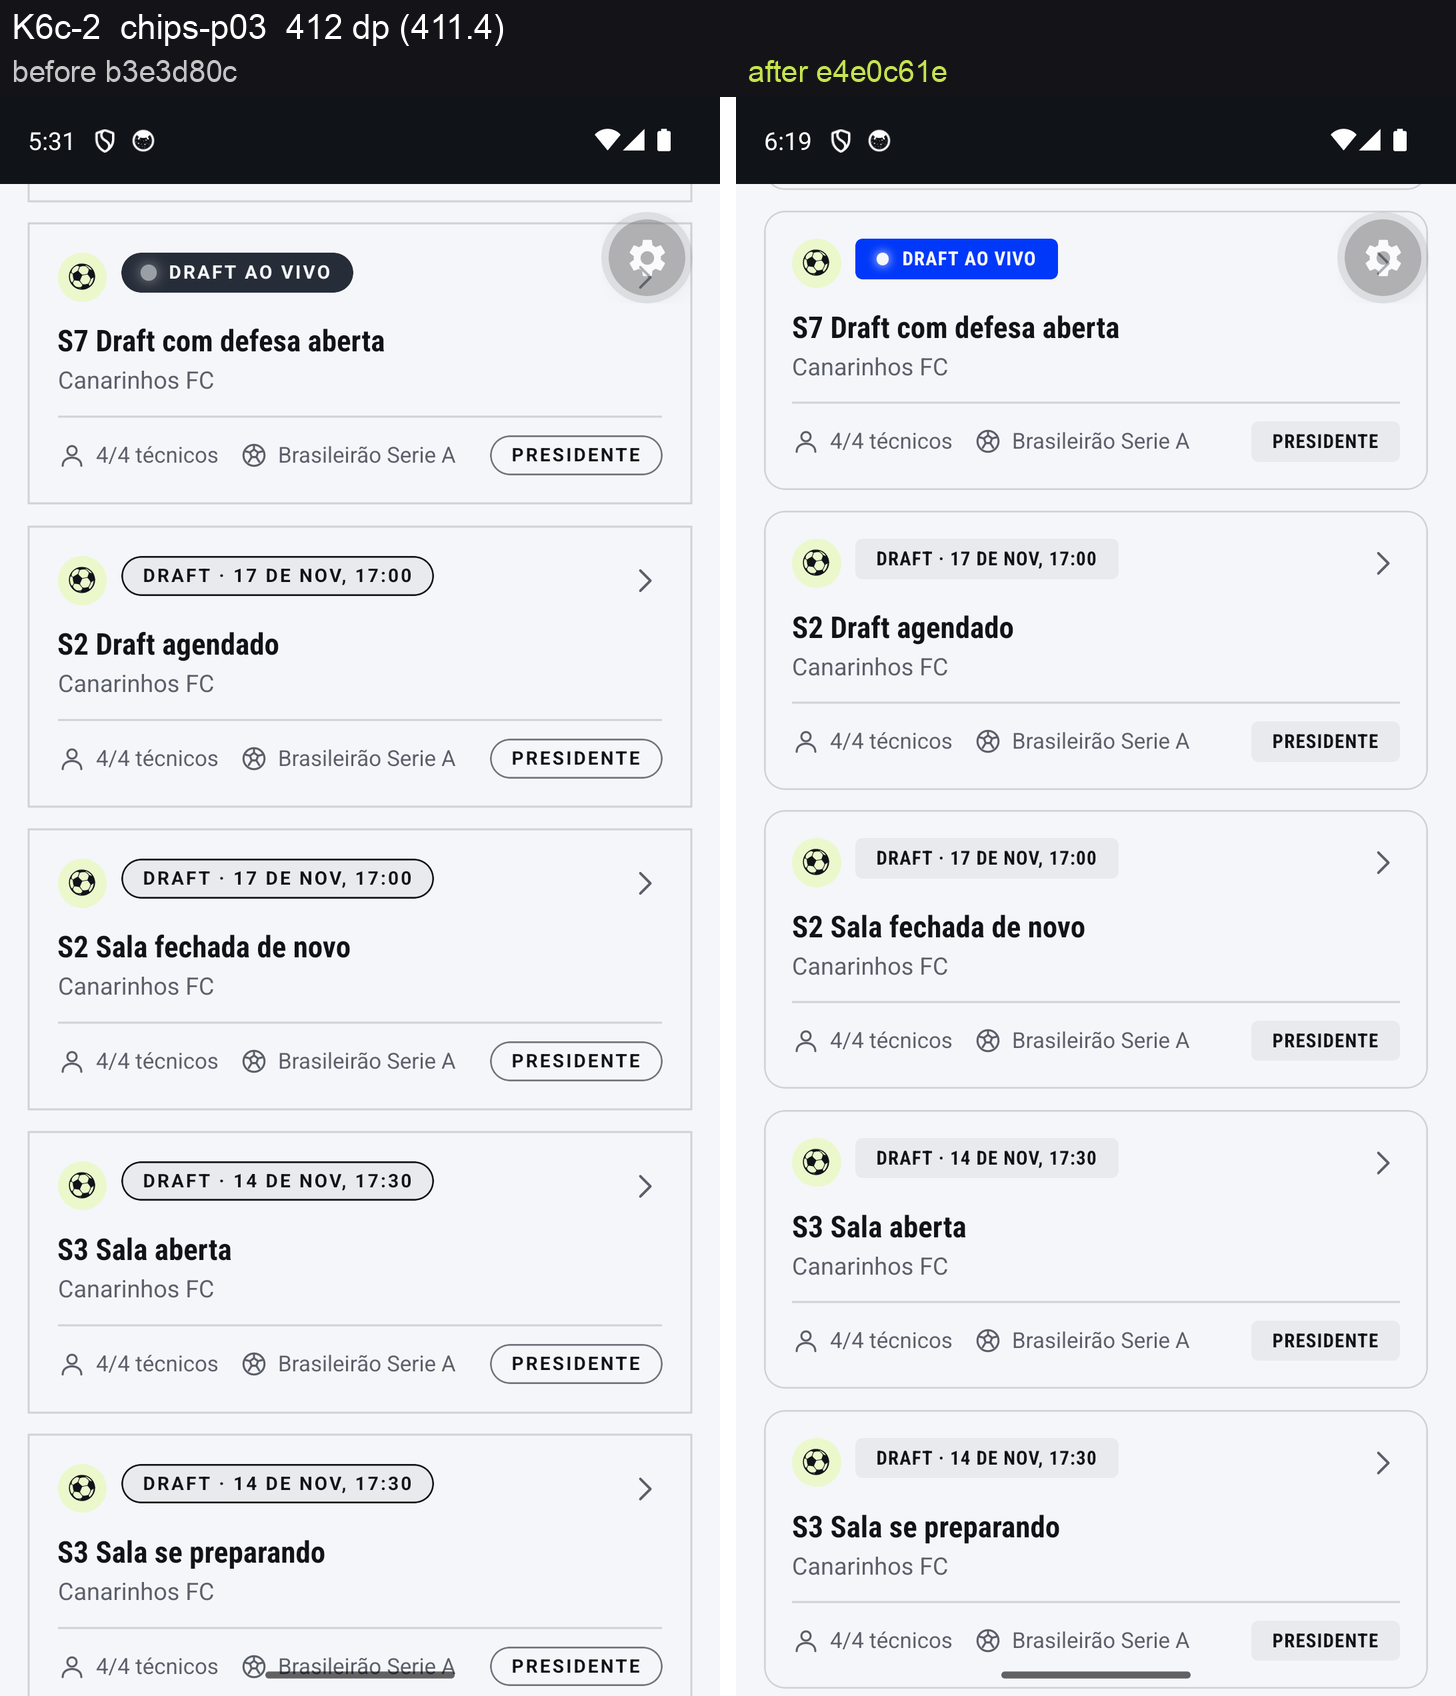 K6c-2 chips-p03 412 dp (411.4)
before b3e3d80c
after e4e0c61e
5:31
DRAFT AO VIVO
S7 Draft com defesa aberta
Canarinhos FC
4/4 técnicos Brasileirão Serie A PRESIDENTE
DRAFT · 17 DE NOV, 17:00
S2 Draft agendado
Canarinhos FC
4/4 técnicos Brasileirão Serie A PRESIDENTE
DRAFT · 17 DE NOV, 17:00
S2 Sala fechada de novo
Canarinhos FC
4/4 técnicos Brasileirão Serie A PRESIDENTE
DRAFT · 14 DE NOV, 17:30
S3 Sala aberta
Canarinhos FC
4/4 técnicos Brasileirão Serie A PRESIDENTE
DRAFT · 14 DE NOV, 17:30
S3 Sala se preparando
Canarinhos FC
4/4 técnicos Brasileirão Serie A PRESIDENTE
6:19
DRAFT AO VIVO
S7 Draft com defesa aberta
Canarinhos FC
4/4 técnicos Brasileirão Serie A PRESIDENTE
DRAFT · 17 DE NOV, 17:00
S2 Draft agendado
Canarinhos FC
4/4 técnicos Brasileirão Serie A PRESIDENTE
DRAFT · 17 DE NOV, 17:00
S2 Sala fechada de novo
Canarinhos FC
4/4 técnicos Brasileirão Serie A PRESIDENTE
DRAFT · 14 DE NOV, 17:30
S3 Sala aberta
Canarinhos FC
4/4 técnicos Brasileirão Serie A PRESIDENTE
DRAFT · 14 DE NOV, 17:30
S3 Sala se preparando
Canarinhos FC
4/4 técnicos Brasileirão Serie A PRESIDENTE